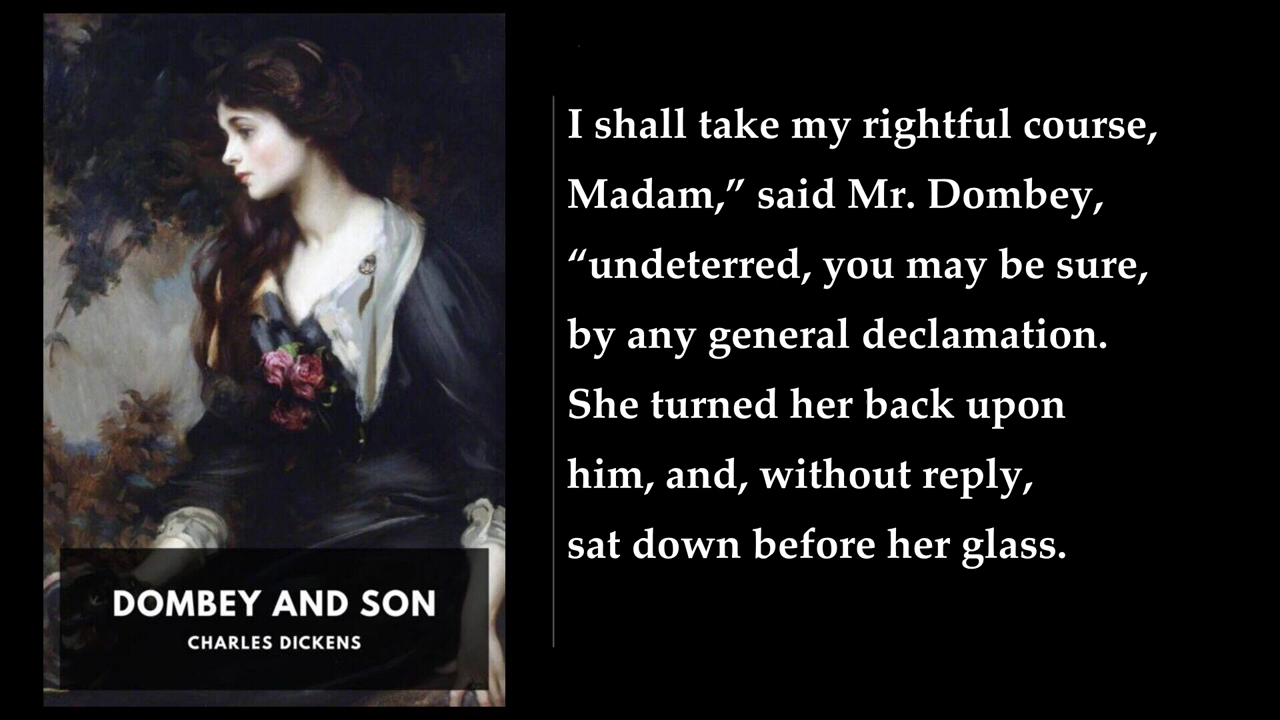 DOMBEY AND SON
CHARLES DICKENS
I shall take my rightful course,
Madam,” said Mr. Dombey,
“undeterred, you may be sure,
by any general declamation.
She turned her back upon
him, and, without reply,
sat down before her glass.